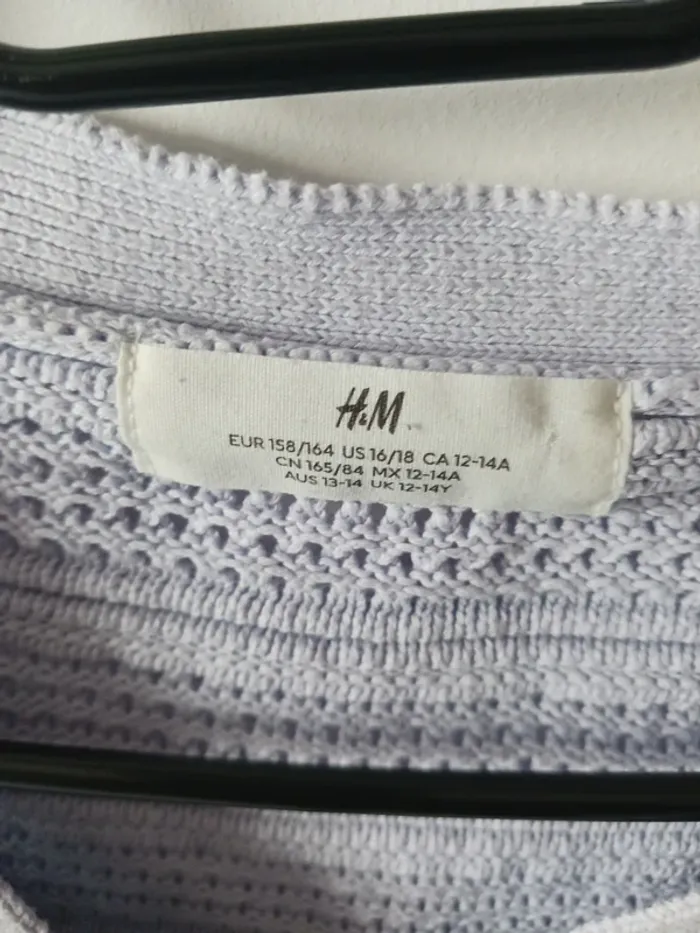 H&M
EUR 158/164 US 16/18 CA 12-14A
CN 165/84 MX 12-14A
AUS 13-14 UK 12-14Y